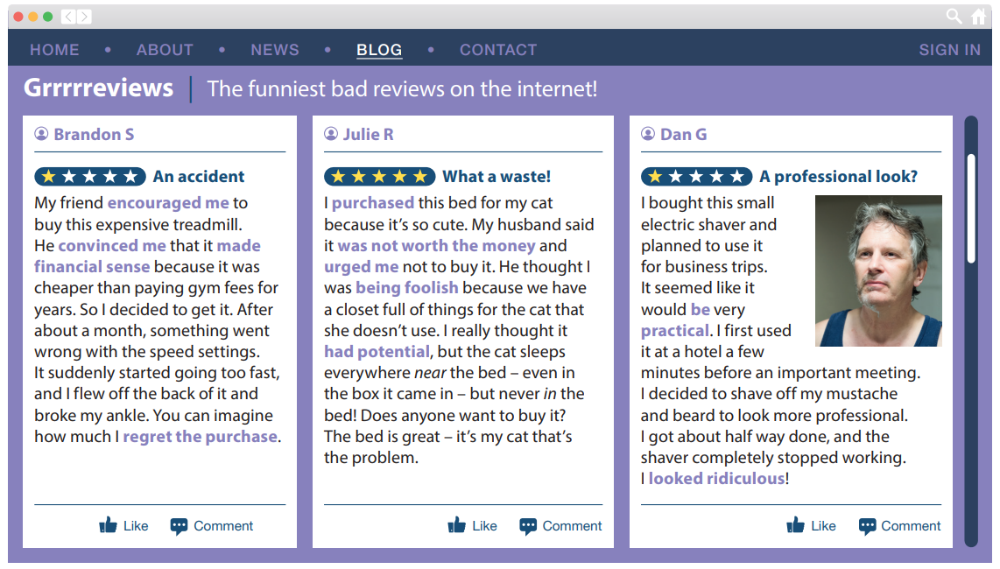 HOME • ABOUT • NEWS • BLOG • CONTACT SIGN IN
Grrrrreviews | The funniest bad reviews on the internet!
Brandon S
An accident
My friend encouraged me to
buy this expensive treadmill.
He convinced me that it made
financial sense because it was
cheaper than paying gym fees for
years. So I decided to get it. After
about a month, something went
wrong with the speed settings.
It suddenly started going too fast,
and I flew off the back of it and
broke my ankle. You can imagine
how much I regret the purchase.
Like Comment
Julie R
What a waste!
I purchased this bed for my cat
because it’s so cute. My husband said
it was not worth the money and
urged me not to buy it. He thought I
was being foolish because we have
a closet full of things for the cat that
she doesn’t use. I really thought it
had potential, but the cat sleeps
everywhere near the bed – even in
the box it came in – but never in the
bed! Does anyone want to buy it?
The bed is great – it’s my cat that’s
the problem.
Like Comment
Dan G
A professional look?
I bought this small
electric shaver and
planned to use it
for business trips.
It seemed like it
would be very
practical. I first used
it at a hotel a few
minutes before an important meeting.
I decided to shave off my mustache
and beard to look more professional.
I got about half way done, and the
shaver completely stopped working.
I looked ridiculous!
Like Comment